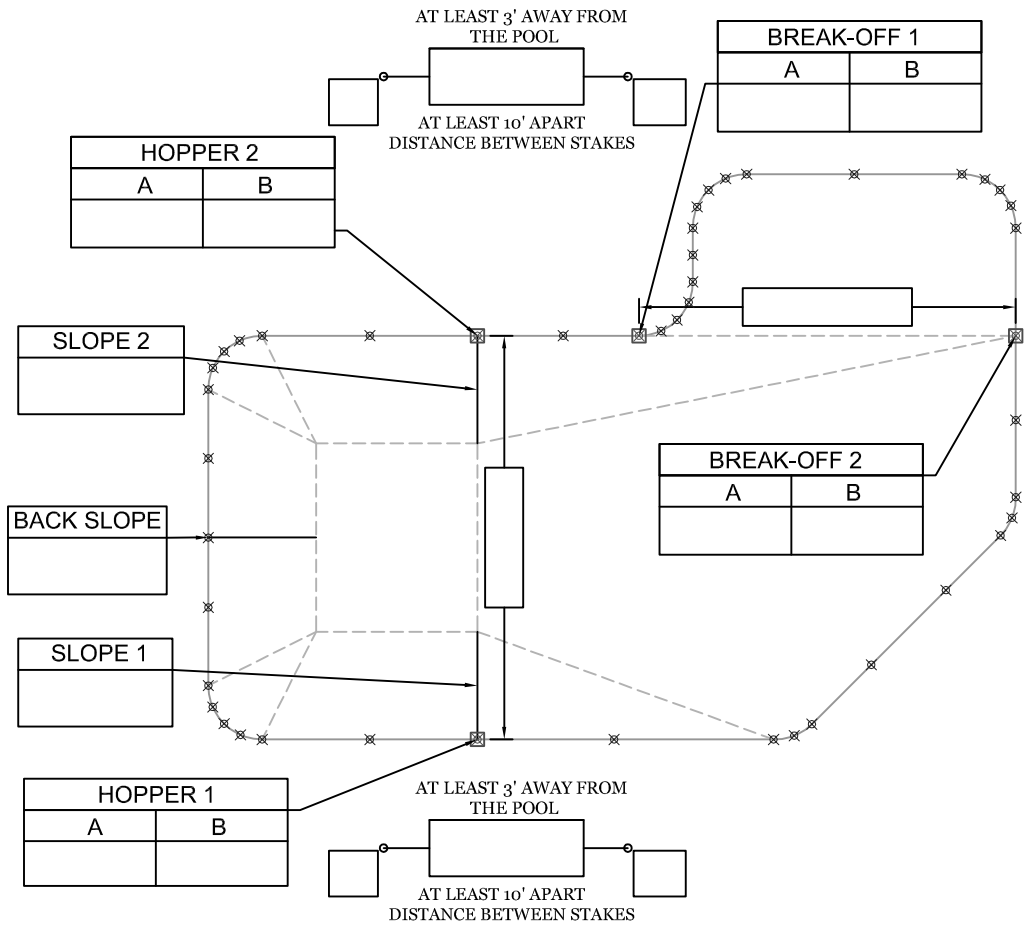 AT LEAST 3' AWAY FROM
THE POOL
AT LEAST 10' APART
DISTANCE BETWEEN STAKES
BREAK-OFF 1
A B
HOPPER 2
A B
SLOPE 2
BREAK-OFF 2
A B
BACK SLOPE
SLOPE 1
HOPPER 1
A B
AT LEAST 3' AWAY FROM
THE POOL
AT LEAST 10' APART
DISTANCE BETWEEN STAKES